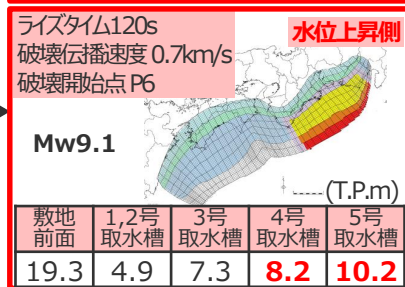 ライズタイム120s
破壊伝播速度 0.7km/s
破壊開始点 P6
水位上昇側
Mw9.1
(T.P.m)
敷地前面 1,2号取水槽 3号取水槽 4号取水槽 5号取水槽
19.3 4.9 7.3 8.2 10.2